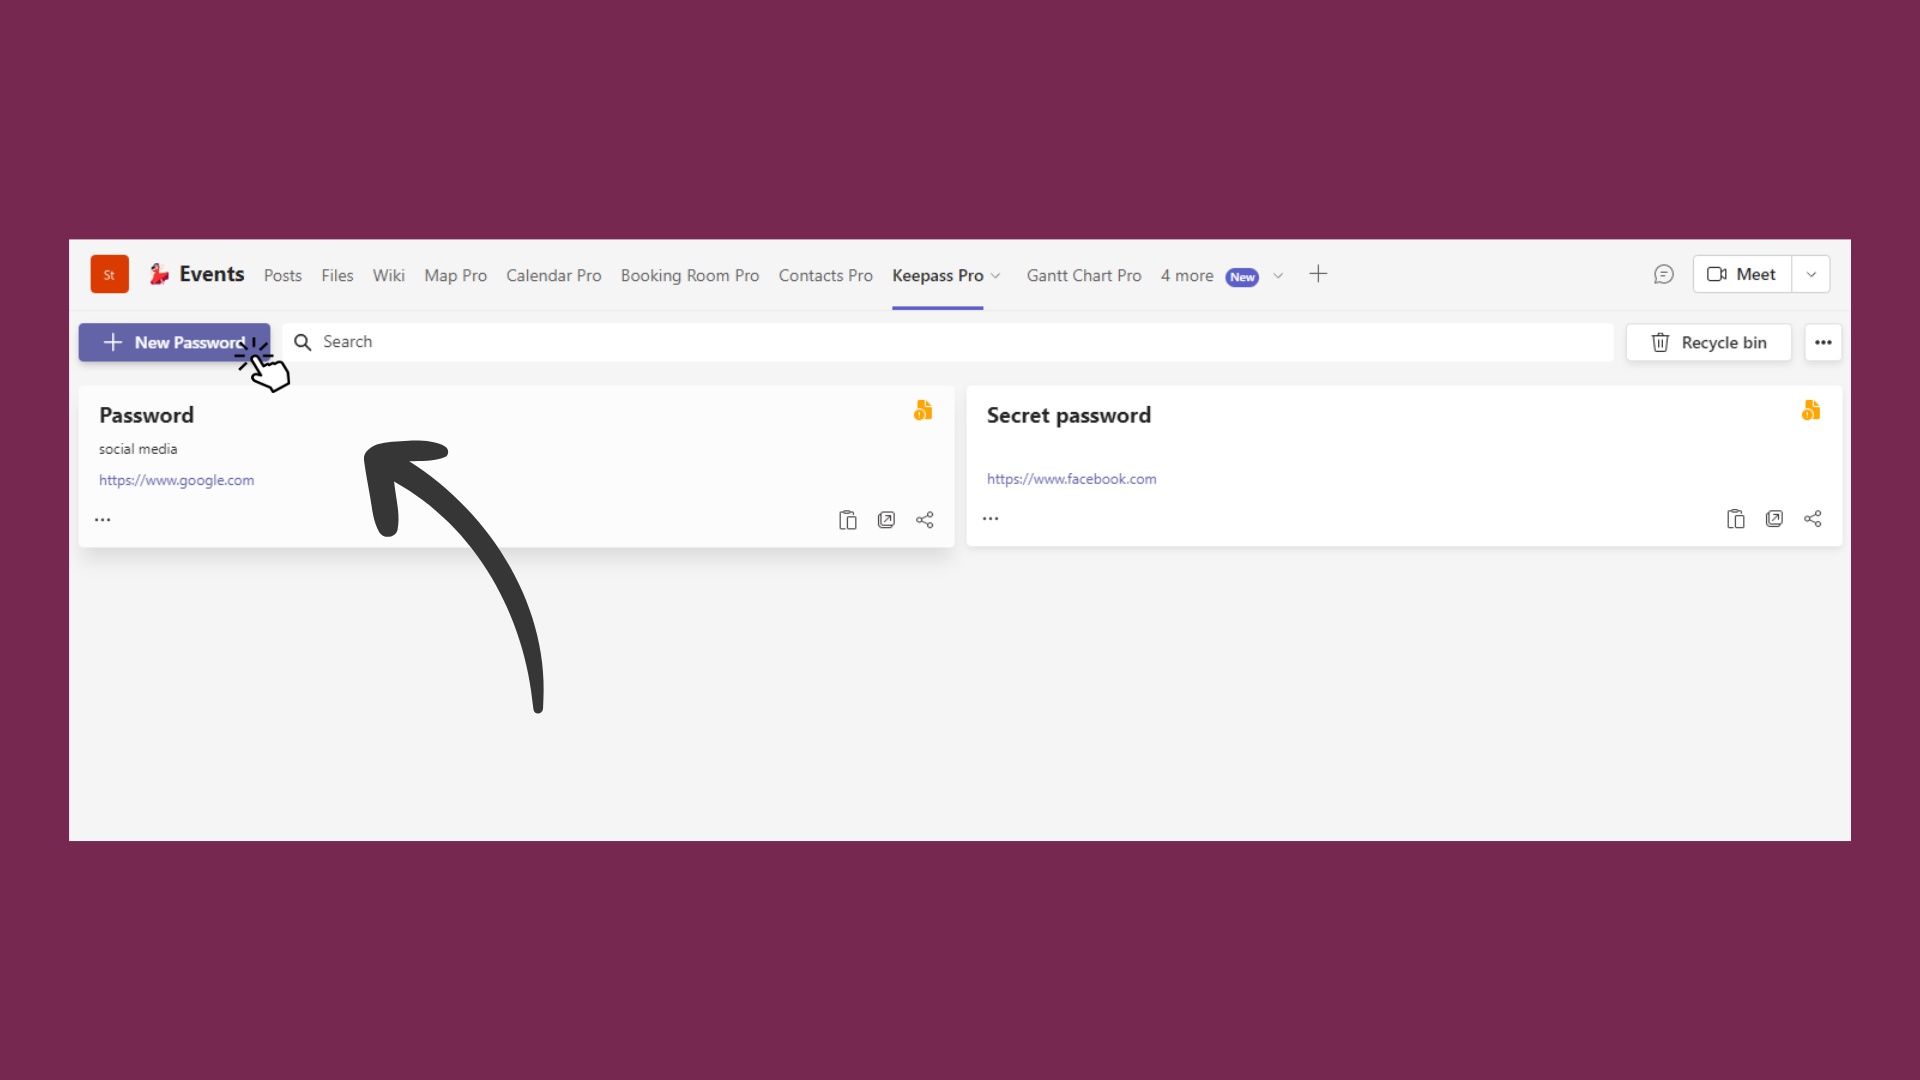 St Events Posts Files Wiki Map Pro Calendar Pro Booking Room Pro Contacts Pro Keepass Pro Gantt Chart Pro 4 more New Meet
New Password Search Recycle bin
Password
social media
https://www.google.com
Secret password
https://www.facebook.com